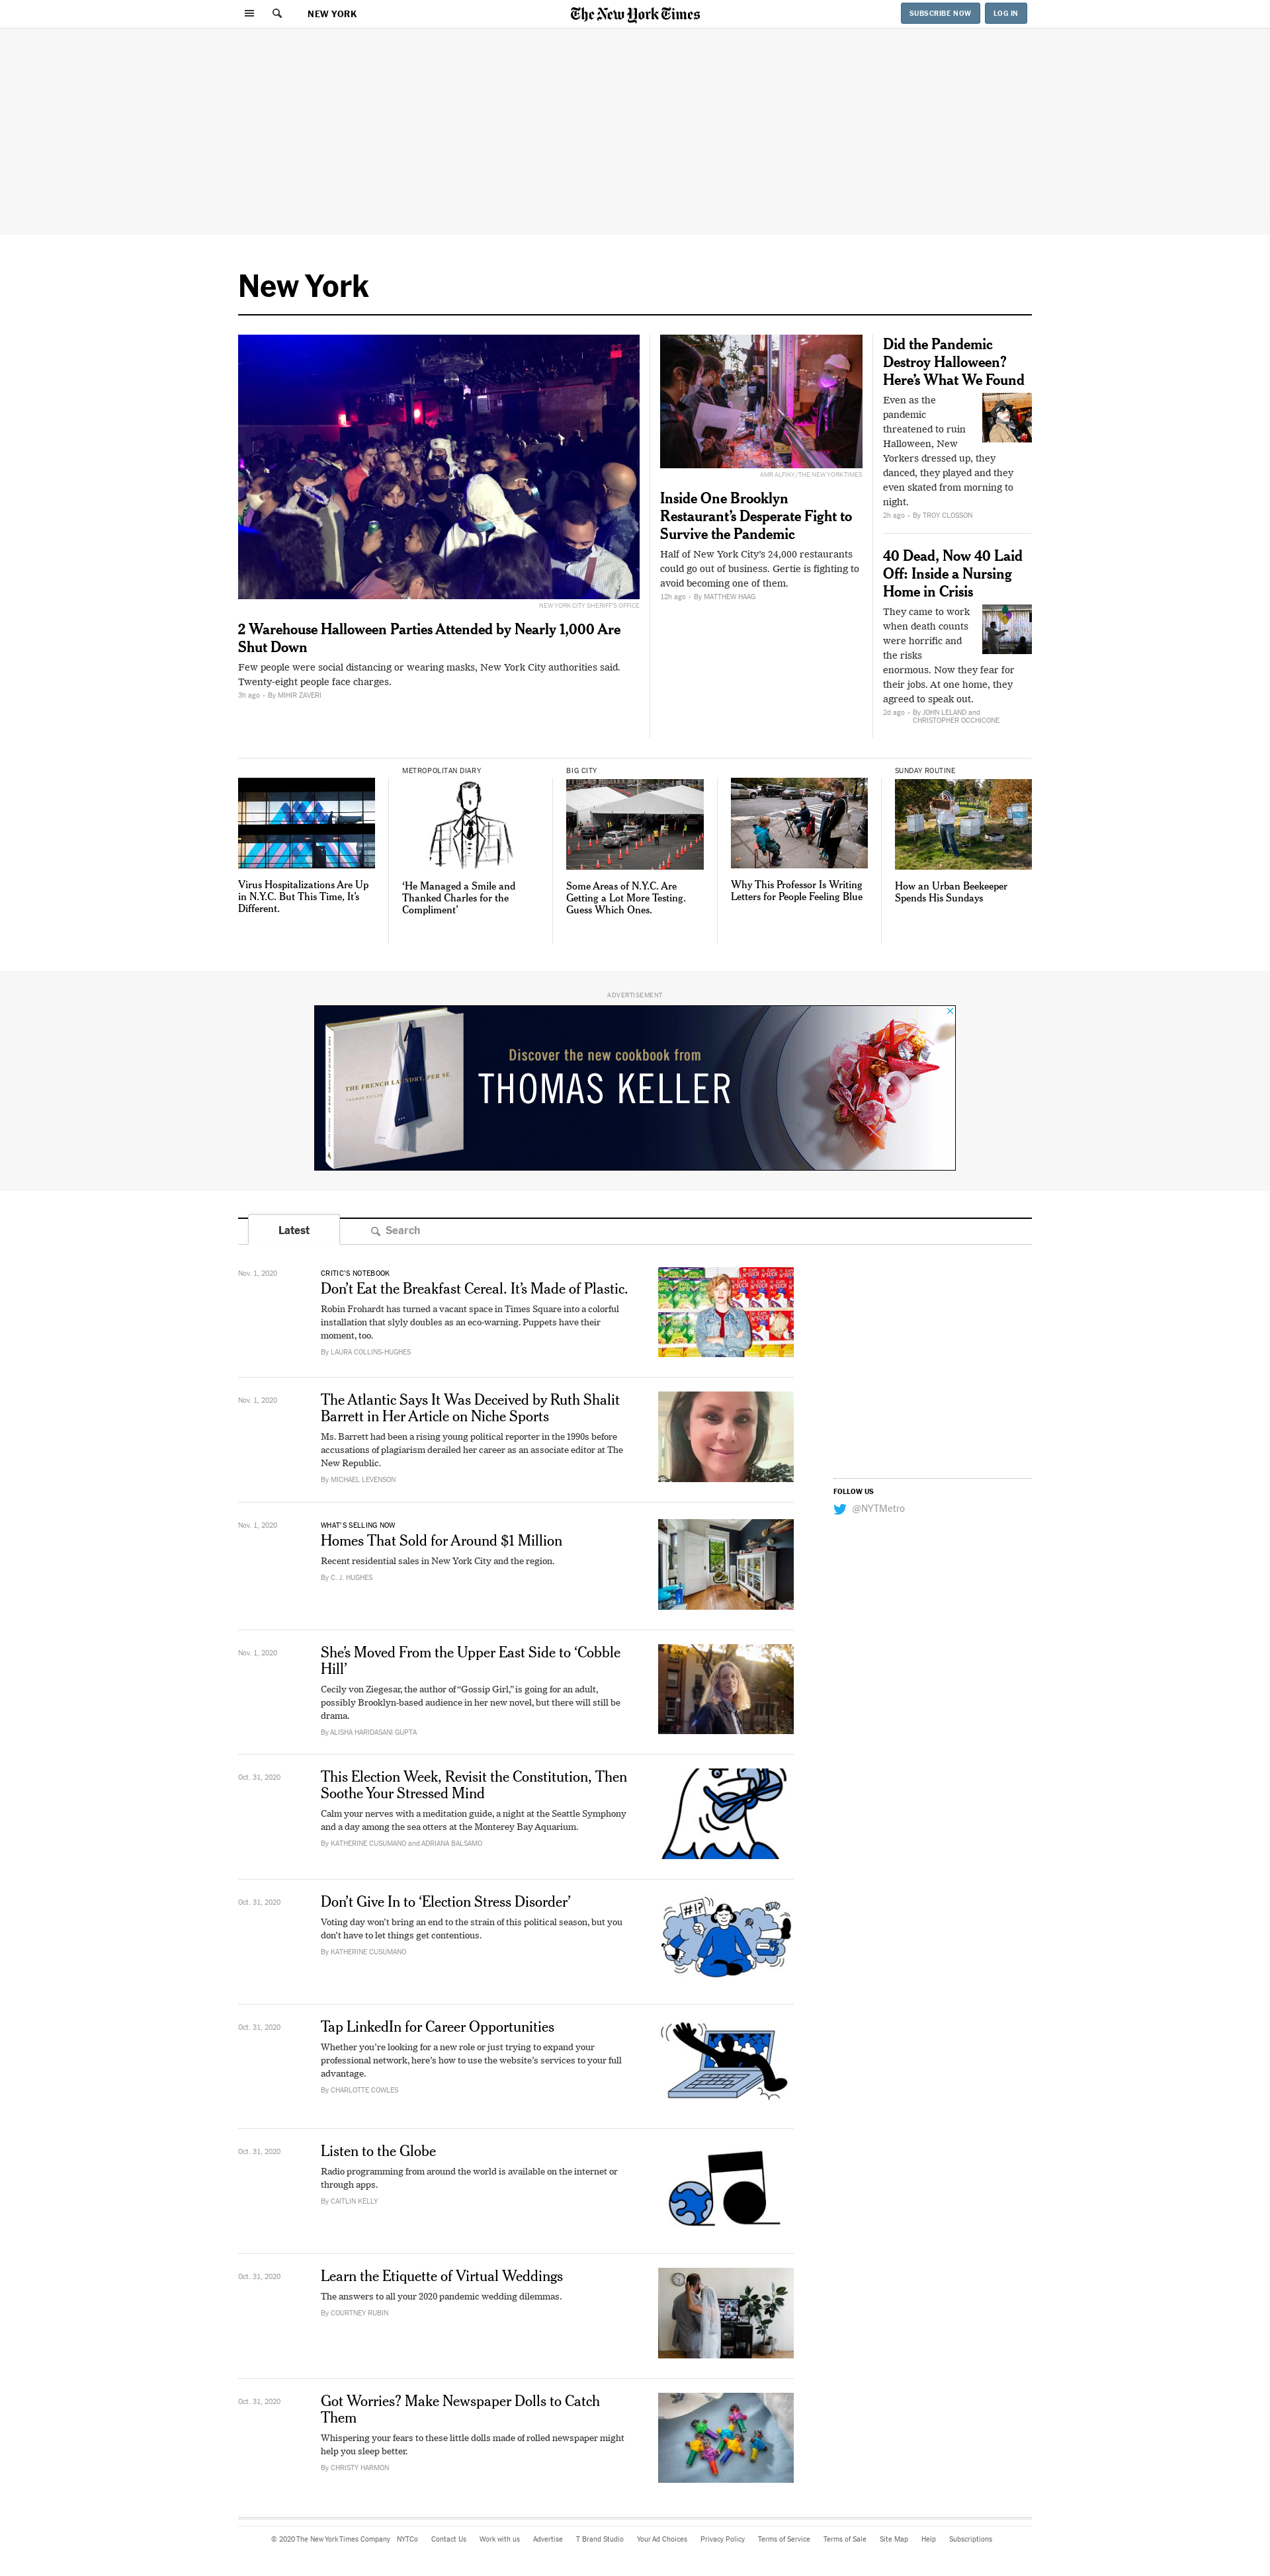 NEW YORK
The New York Times
SUBSCRIBE NOW
LOG IN
New York
NEW YORK CITY SHERIFF'S OFFICE
2 Warehouse Halloween Parties Attended by Nearly 1,000 Are
Shut Down
Few people were social distancing or wearing masks, New York City authorities said.
Twenty-eight people face charges.
3h ago - By MIHIR ZAVERI
AMR ALFIKY/THE NEW YORK TIMES
Inside One Brooklyn
Restaurant's Desperate Fight to
Survive the Pandemic
Half of New York City's 24,000 restaurants
could go out of business. Gertie is fighting to
avoid becoming one of them.
12h ago - By MATTHEW HAAG
Did the Pandemic
Destroy Halloween?
Here's What We Found
Even as the
pandemic
threatened to ruin
Halloween, New
Yorkers dressed up, they
danced, they played and they
even skated from morning to
night.
2h ago - By TROY CLOSSON
40 Dead, Now 40 Laid
Off: Inside a Nursing
Home in Crisis
They came to work
when death counts
were horrific and
the risks
enormous. Now they fear for
their jobs. At one home, they
agreed to speak out.
2d ago - By JOHN LELAND and
CHRISTOPHER OCCHICONE
Virus Hospitalizations Are Up
in N.Y.C. But This Time, It's
Different.
METROPOLITAN DIARY
'He Managed a Smile and
Thanked Charles for the
Compliment'
BIG CITY
Some Areas of N.Y.C. Are
Getting a Lot More Testing.
Guess Which Ones.
Why This Professor Is Writing
Letters for People Feeling Blue
SUNDAY ROUTINE
How an Urban Beekeeper
Spends His Sundays
ADVERTISEMENT
THE FRENCH LAUNDRY, PER SE
THOMAS KELLER
Discover the new cookbook from
THOMAS KELLER
Latest
Search
Nov. 1, 2020
CRITIC'S NOTEBOOK
Don't Eat the Breakfast Cereal. It's Made of Plastic.
Robin Frohardt has turned a vacant space in Times Square into a colorful
installation that slyly doubles as an eco-warning. Puppets have their
moment, too.
By LAURA COLLINS-HUGHES
Nov. 1, 2020
The Atlantic Says It Was Deceived by Ruth Shalit
Barrett in Her Article on Niche Sports
Ms. Barrett had been a rising young political reporter in the 1990s before
accusations of plagiarism derailed her career as an associate editor at The
New Republic.
By MICHAEL LEVENSON
FOLLOW US
@NYTMetro
Nov. 1, 2020
WHAT'S SELLING NOW
Homes That Sold for Around $1 Million
Recent residential sales in New York City and the region.
By C. J. HUGHES
Nov. 1, 2020
She's Moved From the Upper East Side to 'Cobble
Hill'
Cecily von Ziegesar, the author of "Gossip Girl," is going for an adult,
possibly Brooklyn-based audience in her new novel, but there will still be
drama.
By ALISHA HARIDASANI GUPTA
Oct. 31, 2020
This Election Week, Revisit the Constitution, Then
Soothe Your Stressed Mind
Calm your nerves with a meditation guide, a night at the Seattle Symphony
and a day among the sea otters at the Monterey Bay Aquarium.
By KATHERINE CUSUMANO and ADRIANA BALSAMO
Oct. 31, 2020
Don't Give In to 'Election Stress Disorder'
Voting day won't bring an end to the strain of this political season, but you
don't have to let things get contentious.
By KATHERINE CUSUMANO
#!?
Oct. 31, 2020
Tap LinkedIn for Career Opportunities
Whether you're looking for a new role or just trying to expand your
professional network, here's how to use the website's services to your full
advantage.
By CHARLOTTE COWLES
Oct. 31, 2020
Listen to the Globe
Radio programming from around the world is available on the internet or
through apps.
By CAITLIN KELLY
Oct. 31, 2020
Learn the Etiquette of Virtual Weddings
The answers to all your 2020 pandemic wedding dilemmas.
By COURTNEY RUBIN
Oct. 31, 2020
Got Worries? Make Newspaper Dolls to Catch
Them
Whispering your fears to these little dolls made of rolled newspaper might
help you sleep better.
By CHRISTY HARMON
© 2020 The New York Times Company NYTCo Contact Us Work with us Advertise T Brand Studio Your Ad Choices Privacy Policy Terms of Service Terms of Sale Site Map Help Subscriptions